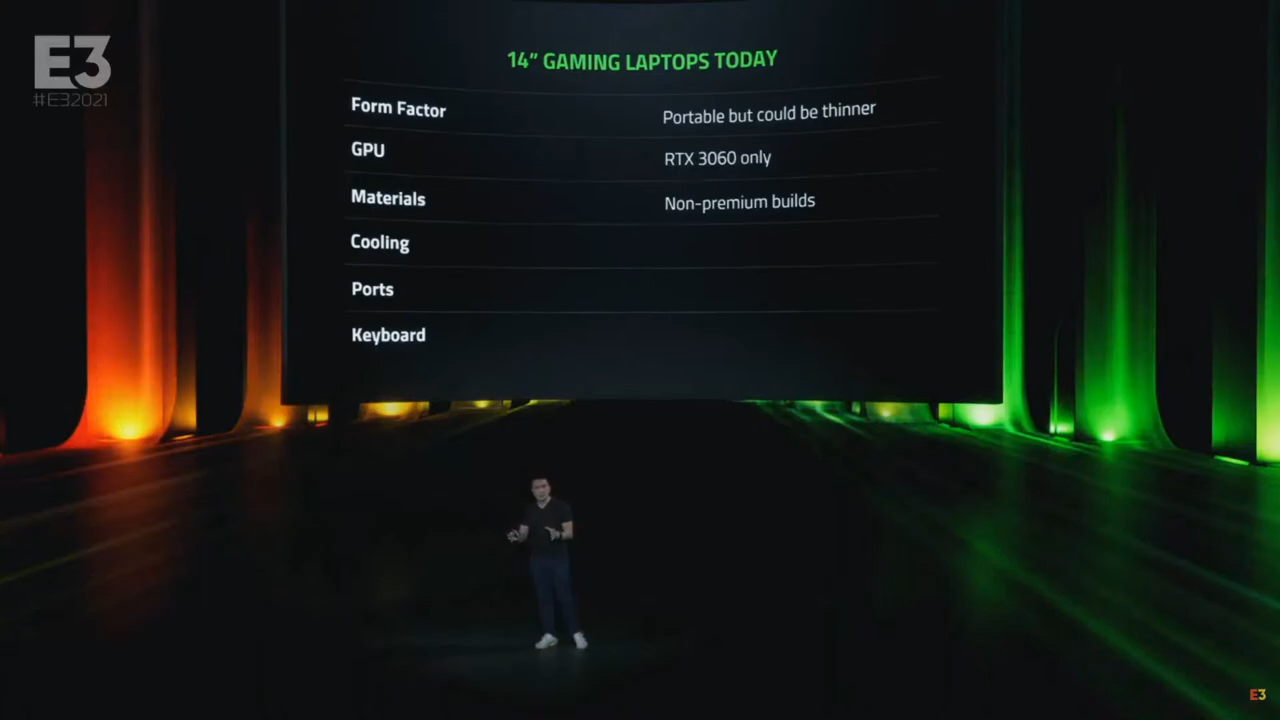 E3
#E32021
14" GAMING LAPTOPS TODAY
Form Factor Portable but could be thinner
GPU RTX 3060 only
Materials Non-premium builds
Cooling
Ports
Keyboard
E3